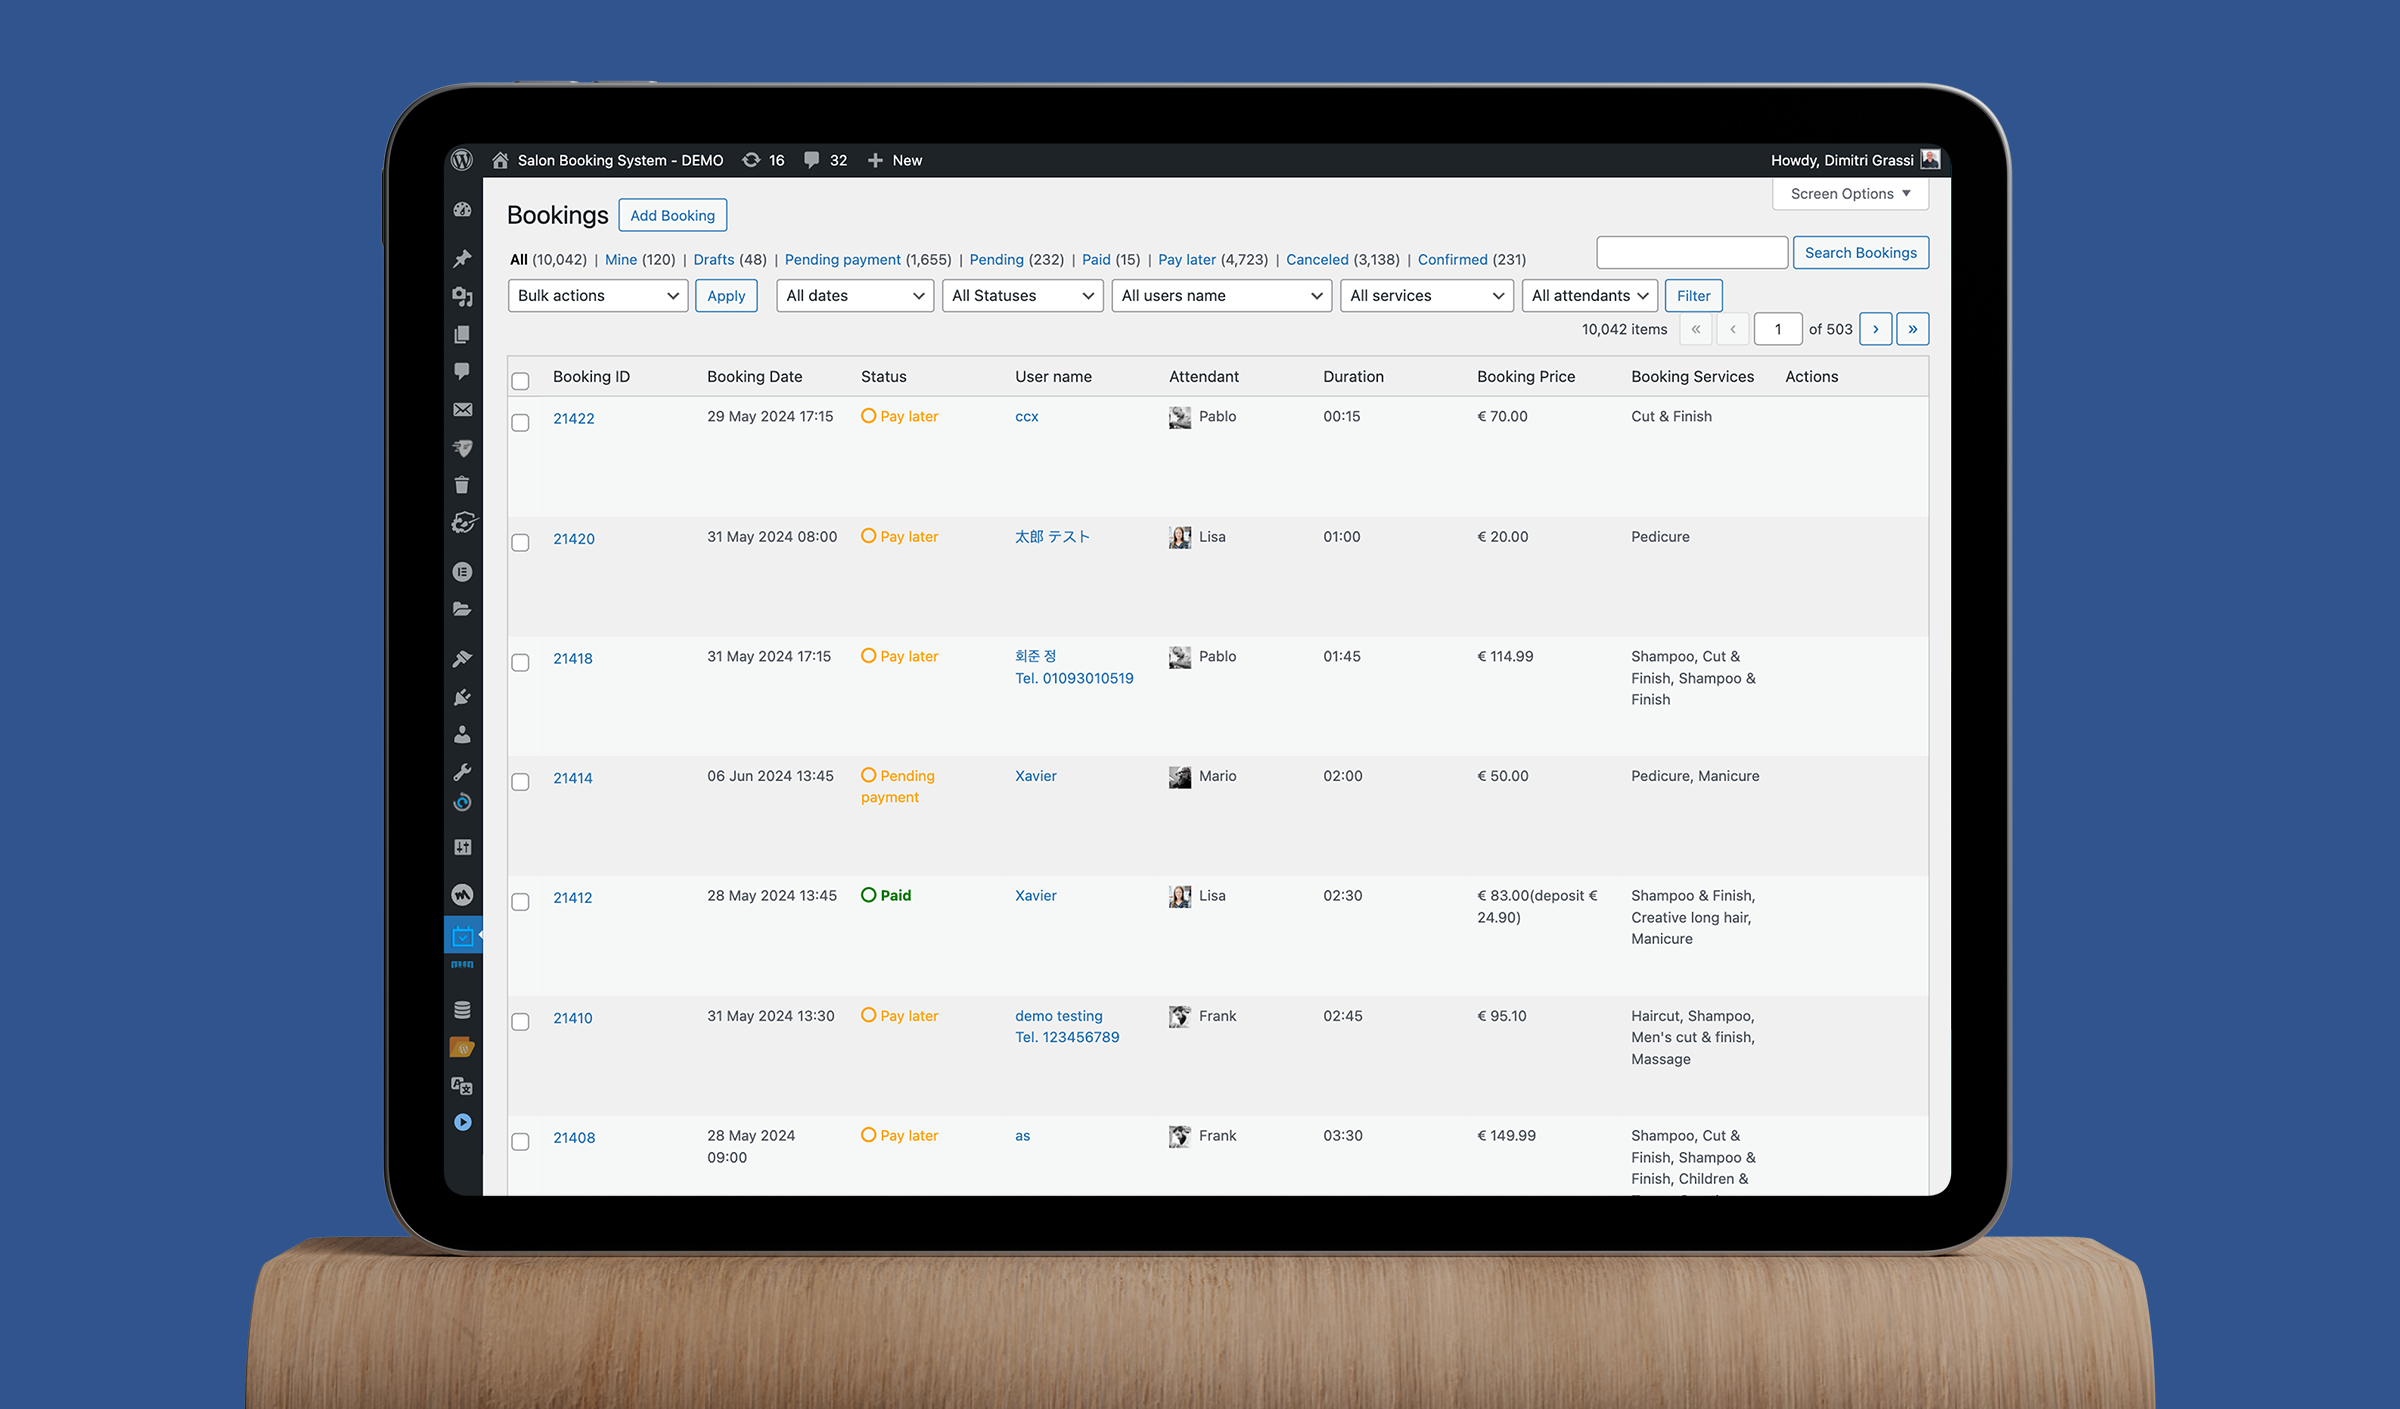 Salon Booking System - DEMO 16 32 New Howdy, Dimitri Grassi
Screen Options
Bookings Add Booking
All (10,042) | Mine (120) | Drafts (48) | Pending payment (1,655) | Pending (232) | Paid (15) | Pay later (4,723) | Canceled (3,138) | Confirmed (231)
Search Bookings
Bulk actions Apply All dates All Statuses All users name All services All attendants Filter
10,042 items « ‹ 1 of 503 › »
Booking ID Booking Date Status User name Attendant Duration Booking Price Booking Services Actions
21422 29 May 2024 17:15 Pay later ccx Pablo 00:15 € 70.00 Cut & Finish
21420 31 May 2024 08:00 Pay later 太郎 テスト Lisa 01:00 € 20.00 Pedicure
21418 31 May 2024 17:15 Pay later 회준 정 Pablo 01:45 € 114.99 Shampoo, Cut &
Tel. 01093010519 Finish, Shampoo &
Finish
21414 06 Jun 2024 13:45 Pending Xavier Mario 02:00 € 50.00 Pedicure, Manicure
payment
21412 28 May 2024 13:45 Paid Xavier Lisa 02:30 € 83.00(deposit € Shampoo & Finish,
24.90) Creative long hair,
Manicure
21410 31 May 2024 13:30 Pay later demo testing Frank 02:45 € 95.10 Haircut, Shampoo,
Tel. 123456789 Men's cut & finish,
Massage
21408 28 May 2024 Pay later as Frank 03:30 € 149.99 Shampoo, Cut &
09:00 Finish, Shampoo &
Finish, Children &